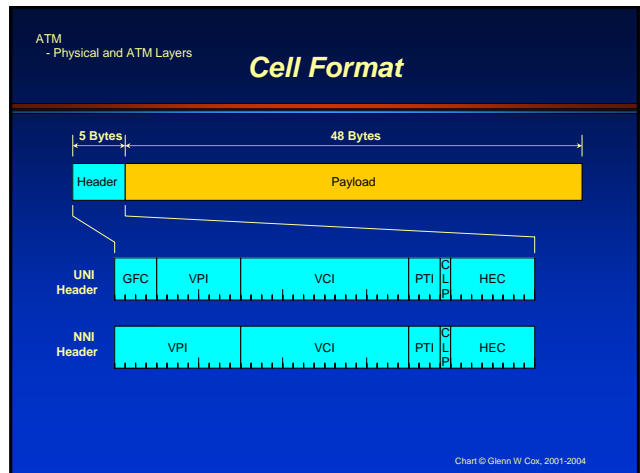 ATM
- Physical and ATM Layers
Cell Format
5 Bytes
48 Bytes
Header
Payload
UNI
Header
GFC
VPI
VCI
PTI
C
L
P
HEC
NNI
Header
VPI
VCI
PTI
C
L
P
HEC
Chart © Glenn W Cox, 2001-2004